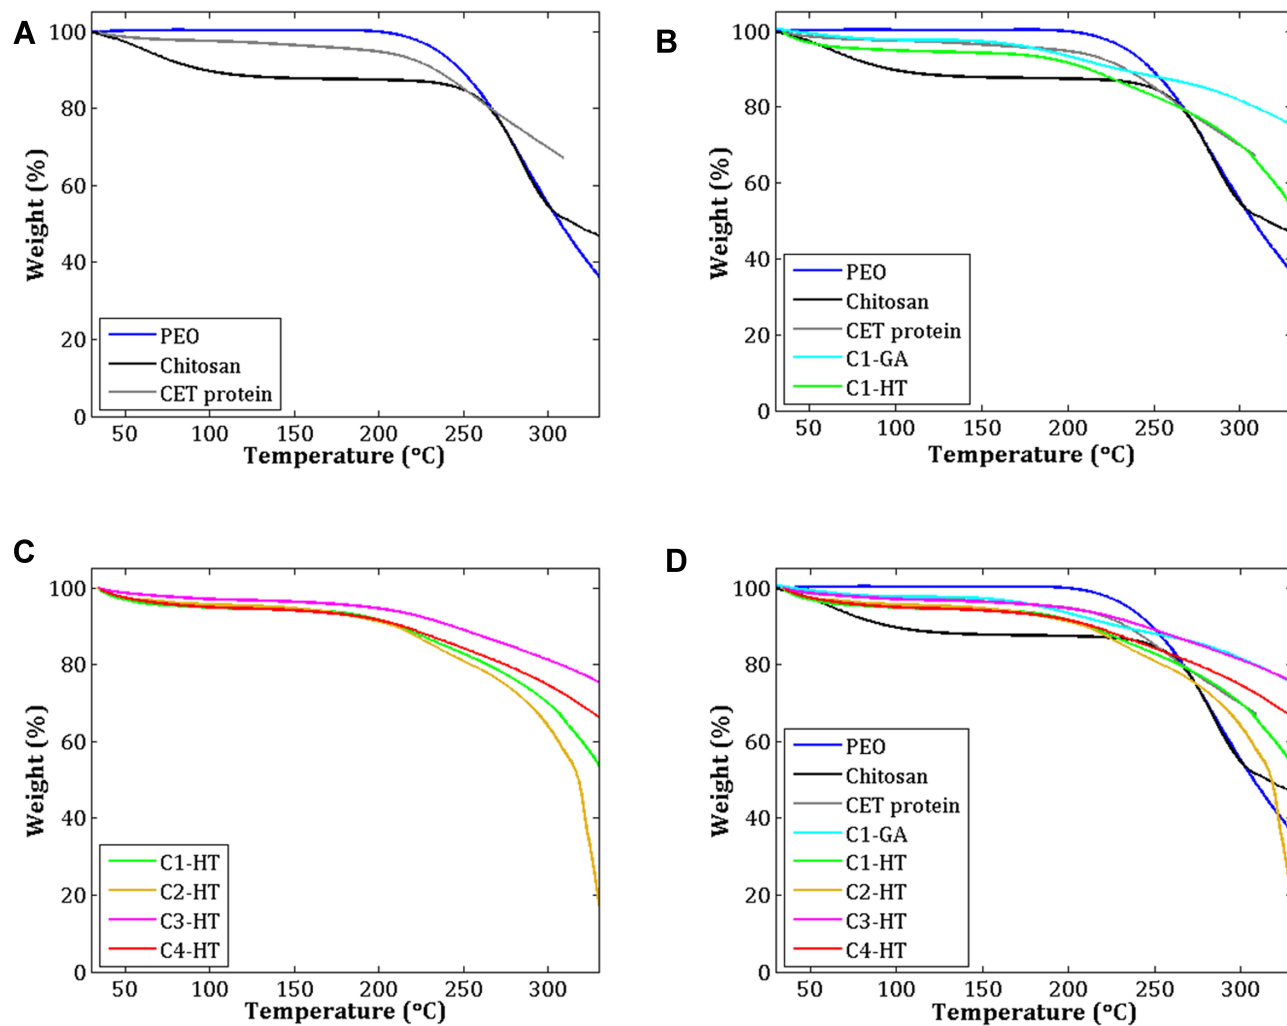 A
100
80
60
40
20
0
Weight (%)
PEO
Chitosan
CET protein
50 100 150 200 250 300
Temperature (°C)
B
100
80
60
40
20
0
Weight (%)
PEO
Chitosan
CET protein
C1-GA
C1-HT
50 100 150 200 250 300
Temperature (°C)
C
100
80
60
40
20
0
Weight (%)
C1-HT
C2-HT
C3-HT
C4-HT
50 100 150 200 250 300
Temperature (°C)
D
100
80
60
40
20
0
Weight (%)
PEO
Chitosan
CET protein
C1-GA
C1-HT
C2-HT
C3-HT
C4-HT
50 100 150 200 250 300
Temperature (°C)